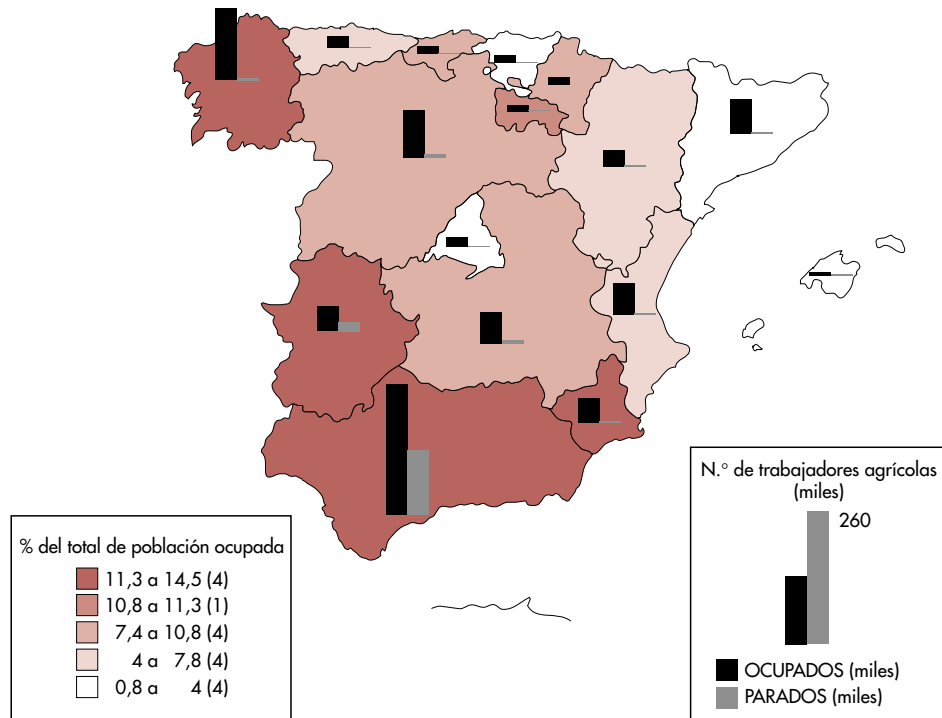 % del total de población ocupada
11,3 a 14,5 (4)
10,8 a 11,3 (1)
7,4 a 10,8 (4)
4 a 7,8 (4)
0,8 a 4 (4)
N.° de trabajadores agrícolas
(miles)
260
OCUPADOS (miles)
PARADOS (miles)